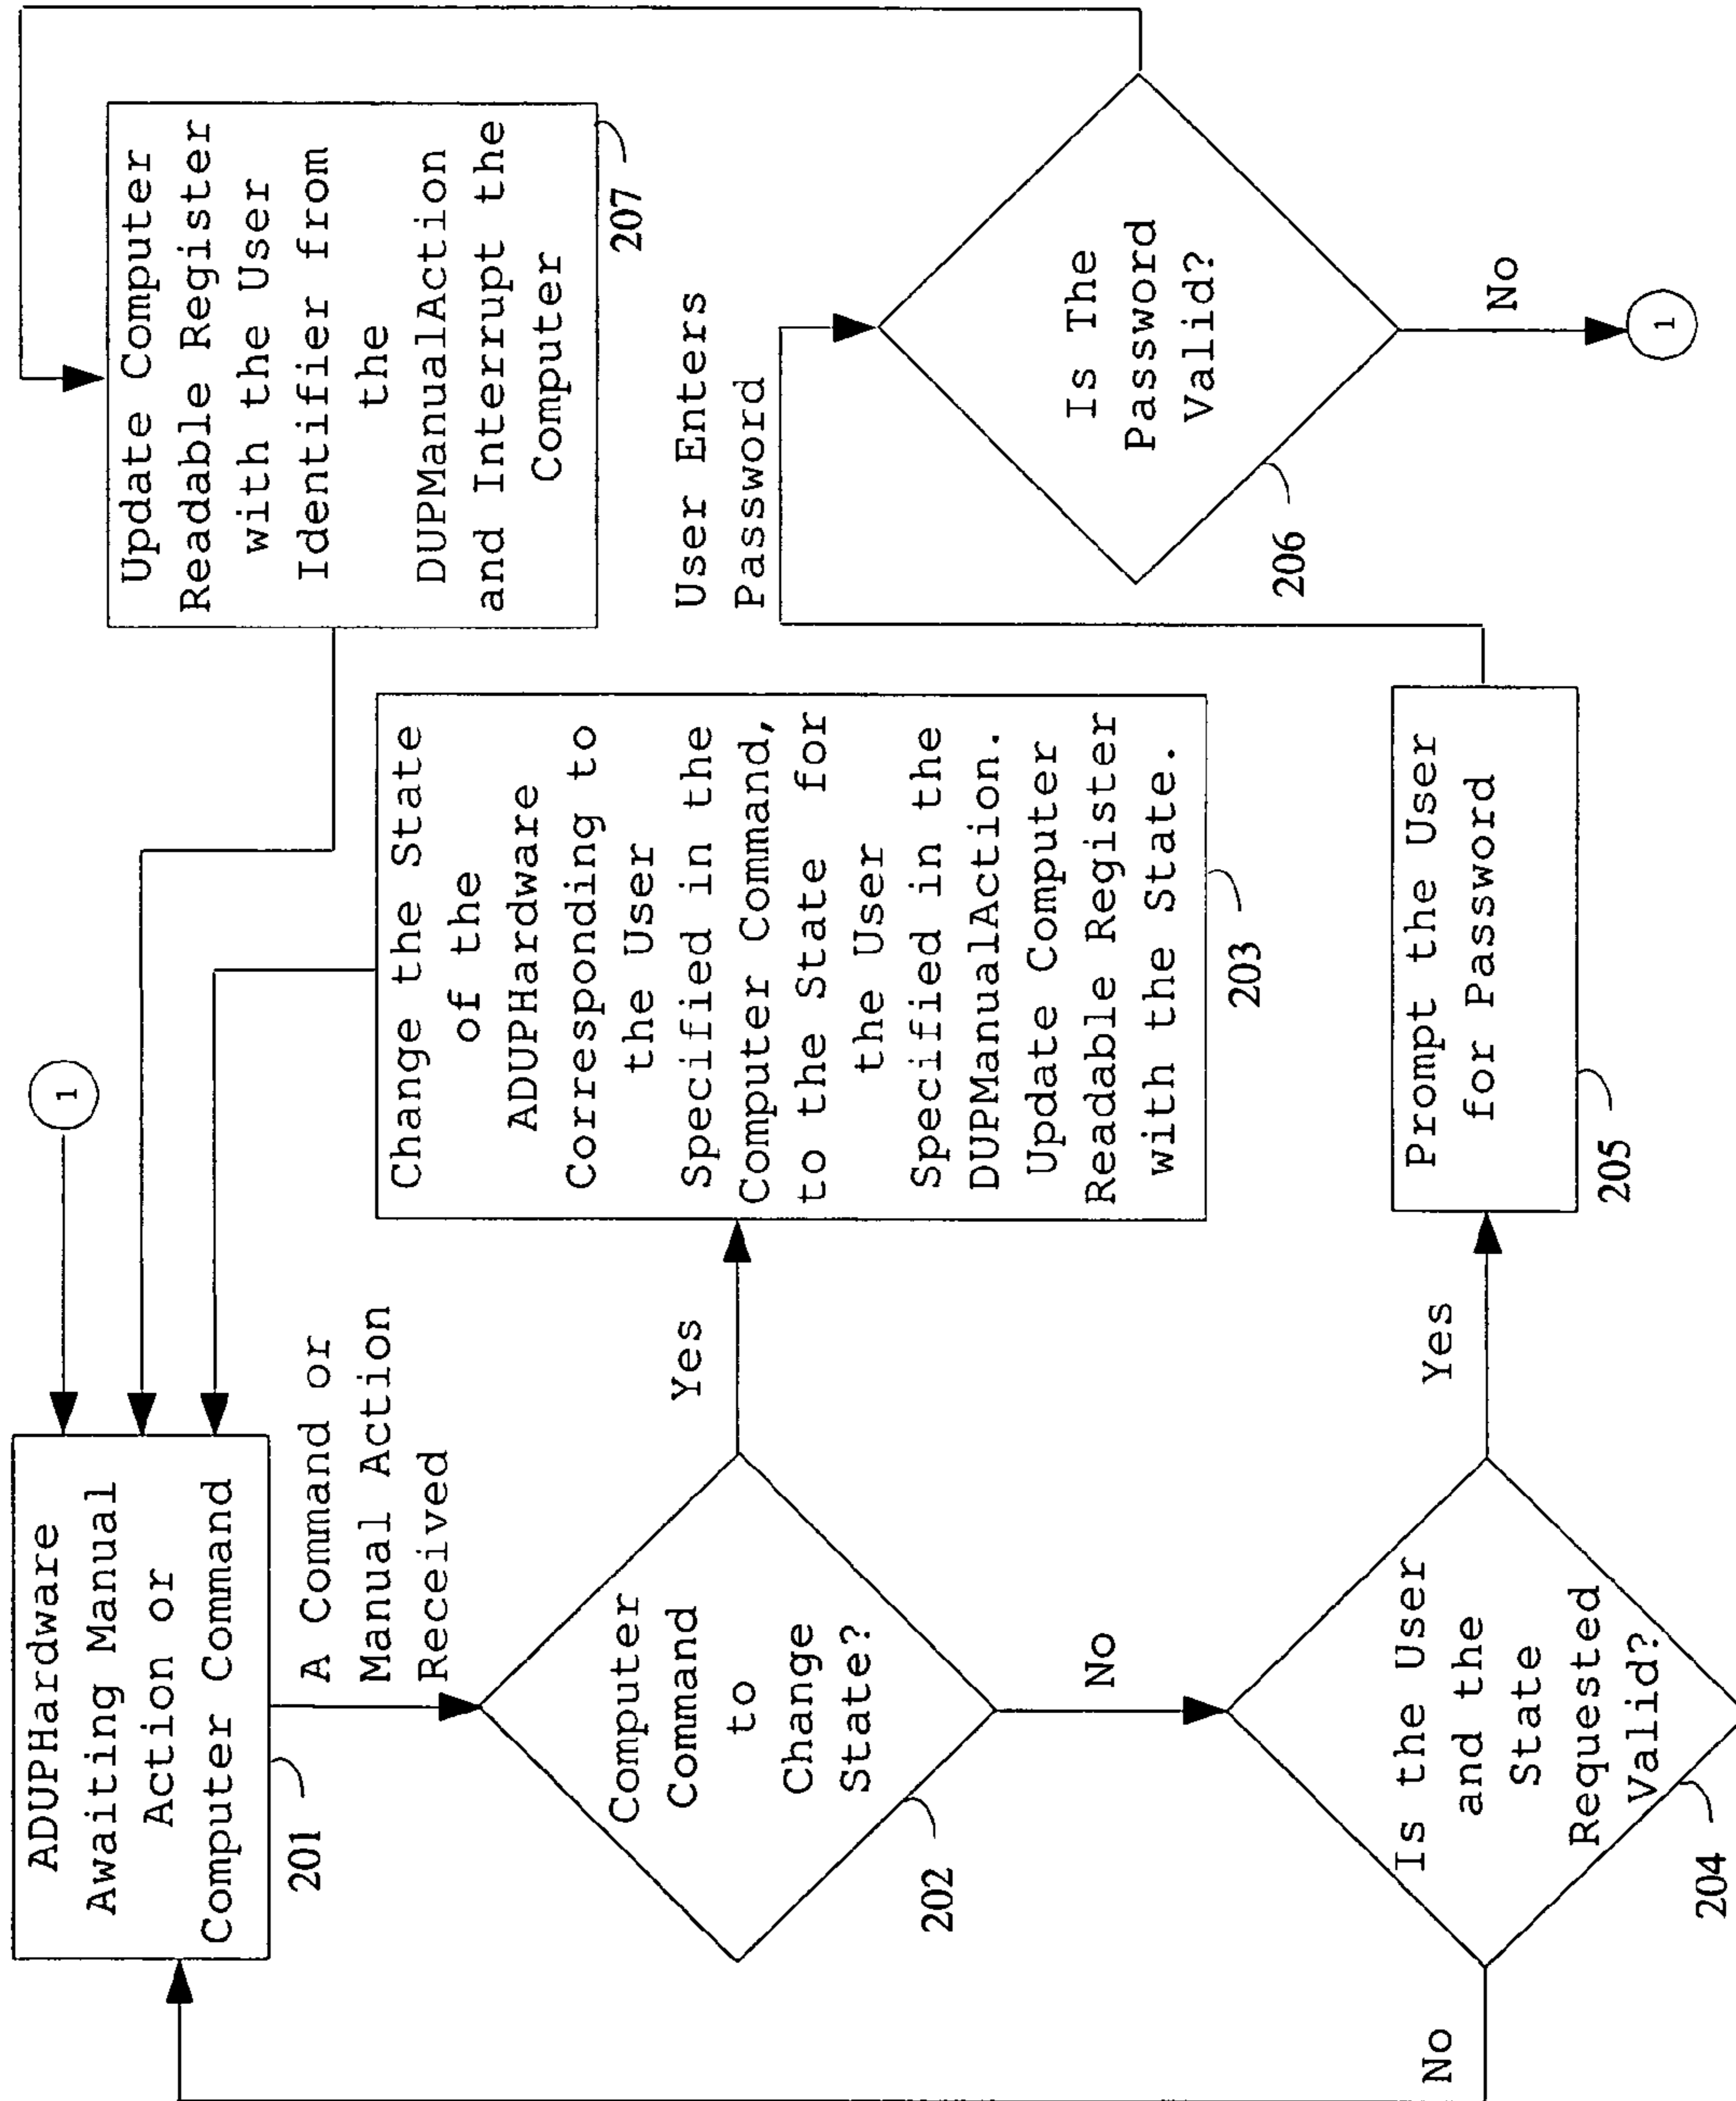 ADUPHardware
Awaiting Manual
Action or
Computer Command
201
1
A Command or
Manual Action
Received
Computer
Command
to
Change
State?
202
Yes
Change the State
of the
ADUPHardware
Corresponding to
the User
Specified in the
Computer Command,
to the State for
the User
Specified in the
DUPManualAction.
Update Computer
Readable Register
with the State.
203
No
Is the User
and the
State
Requested
Valid?
204
No
Yes
Prompt the User
for Password
205
User Enters
Password
Is The
Password
Valid?
206
No
1
Update Computer
Readable Register
with the User
Identifier from
the
DUPManualAction
and Interrupt the
Computer
207